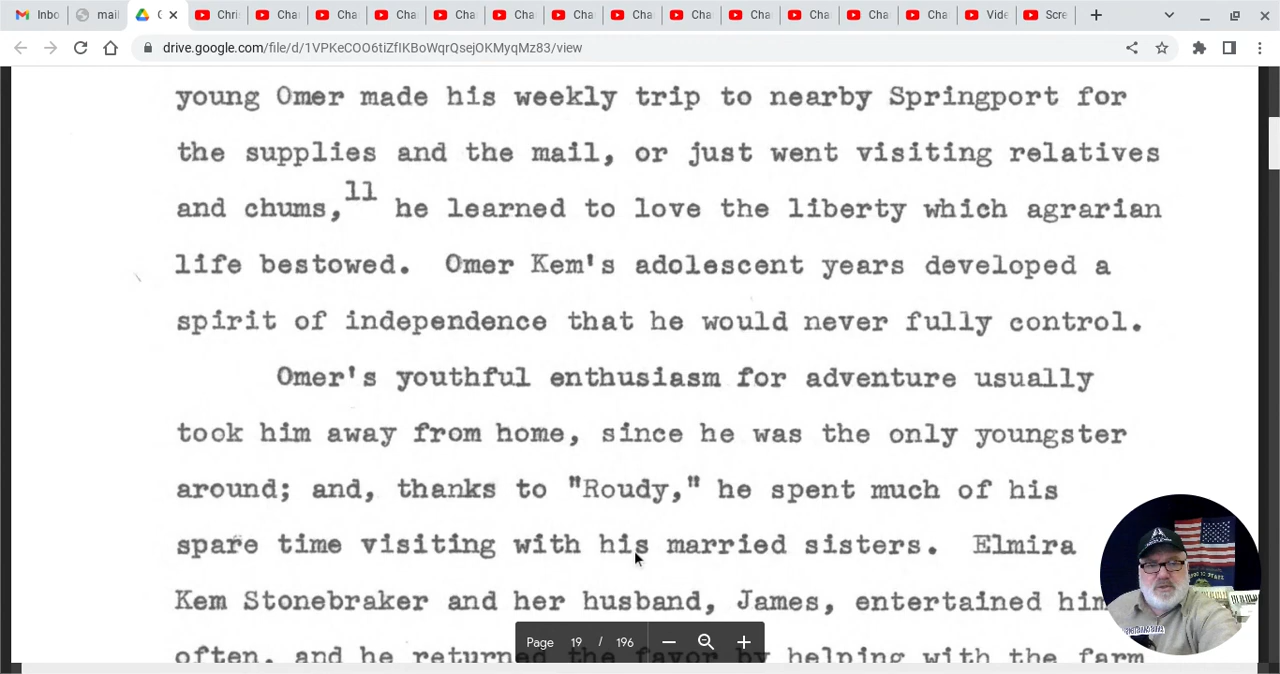 Inbo
mail
Chri
Cha
Cha
Cha
Cha
Cha
Cha
Cha
Cha
Cha
Cha
Cha
Cha
Vide
Scre
drive.google.com/file/d/1VPKeCOO6tiZfIKBoWqrQsejOKMyqMz83/view
young Omer made his weekly trip to nearby Springport for
the supplies and the mail, or just went visiting relatives
and chums,11 he learned to love the liberty which agrarian
life bestowed. Omer Kem's adolescent years developed a
spirit of independence that he would never fully control.
Omer's youthful enthusiasm for adventure usually
took him away from home, since he was the only youngster
around; and, thanks to "Roudy," he spent much of his
spare time visiting with his married sisters. Elmira
Kem Stonebraker and her husband, James, entertained him
often, and he returned the favor by helping with the farm
Page 19 / 196